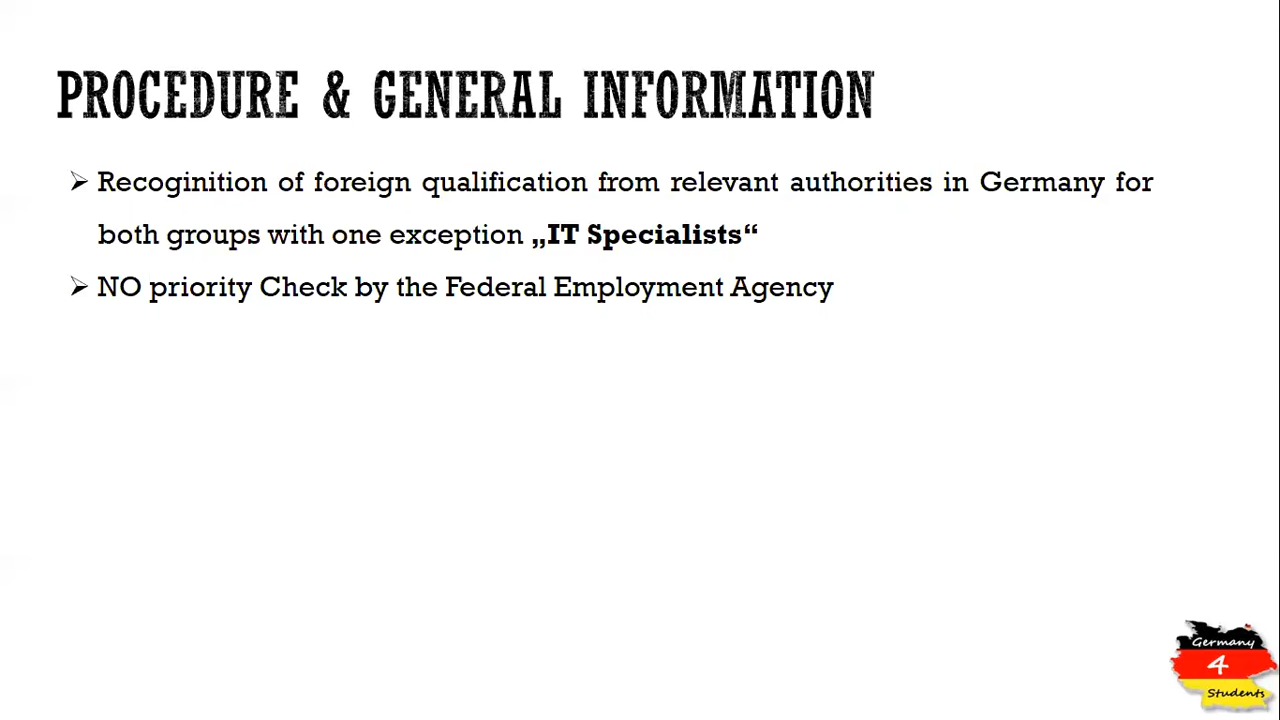 PROCEDURE & GENERAL INFORMATION
➢ Recoginition of foreign qualification from relevant authorities in Germany for
both groups with one exception „IT Specialists“
➢ NO priority Check by the Federal Employment Agency
Germany
4
Students